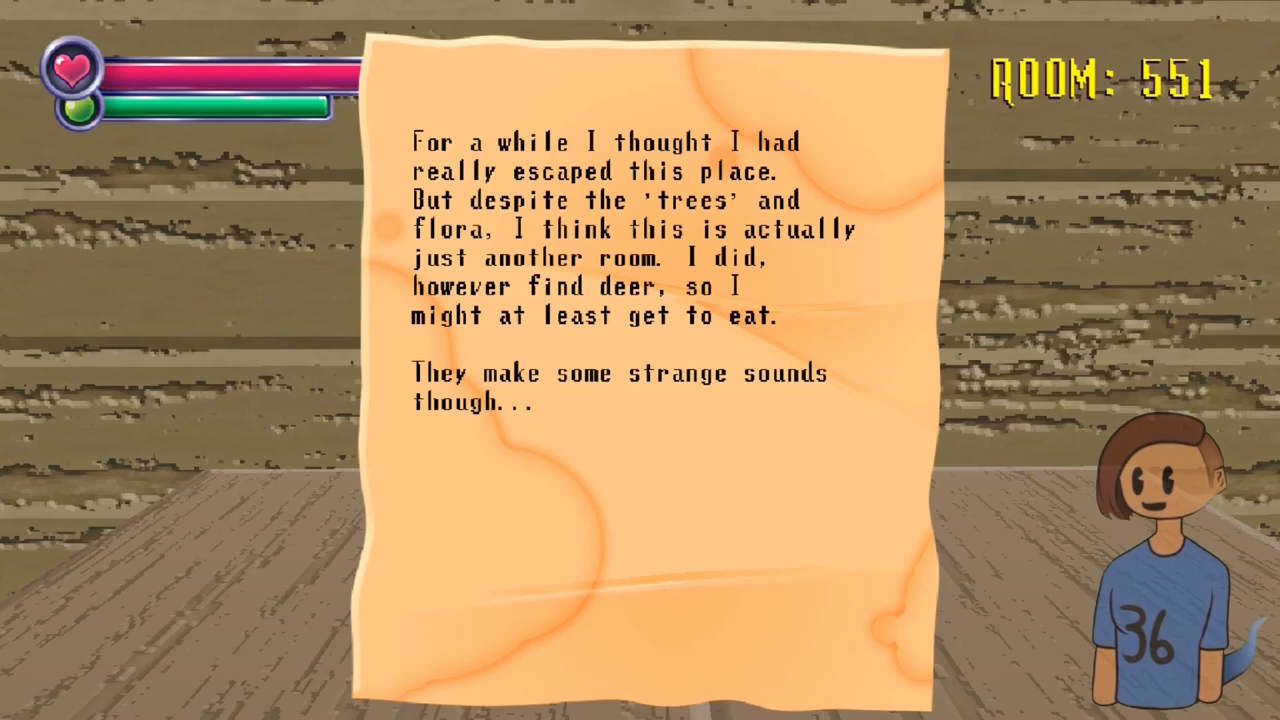 ROOM: 551
For a while I thought I had
really escaped this place.
But despite the 'trees' and
flora, I think this is actually
just another room. I did,
however find deer, so I
might at least get to eat.
They make some strange sounds
though...
36